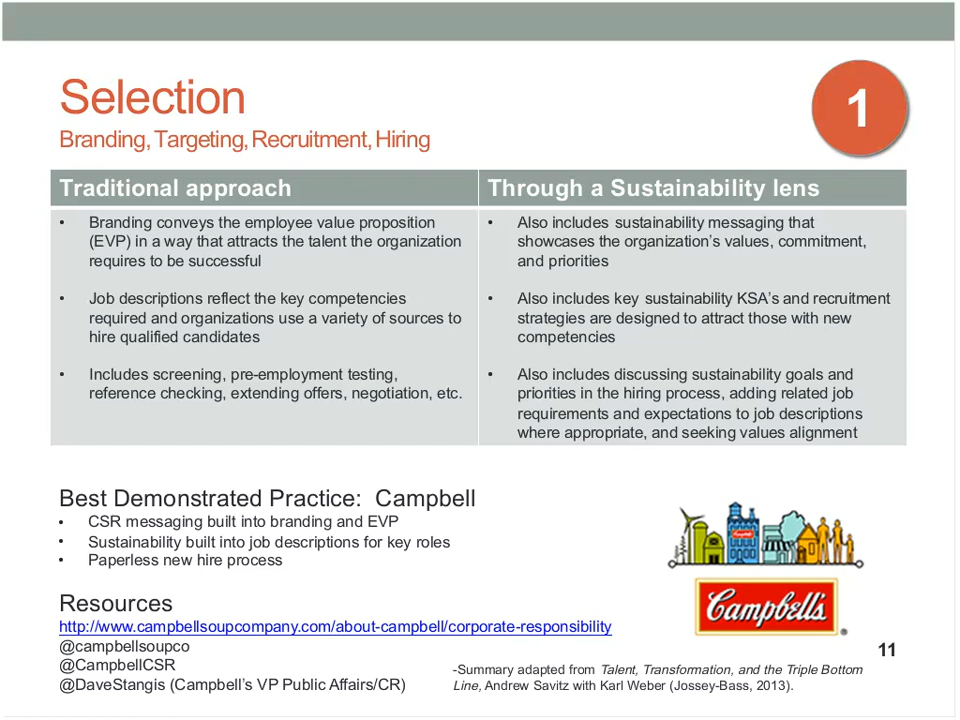 Selection
1
Branding, Targeting, Recruitment, Hiring
Traditional approach
• Branding conveys the employee value proposition
(EVP) in a way that attracts the talent the organization
requires to be successful
• Job descriptions reflect the key competencies
required and organizations use a variety of sources to
hire qualified candidates
• Includes screening, pre-employment testing,
reference checking, extending offers, negotiation, etc.
Through a Sustainability lens
• Also includes sustainability messaging that
showcases the organization's values, commitment,
and priorities
• Also includes key sustainability KSA's and recruitment
strategies are designed to attract those with new
competencies
• Also includes discussing sustainability goals and
priorities in the hiring process, adding related job
requirements and expectations to job descriptions
where appropriate, and seeking values alignment
Best Demonstrated Practice: Campbell
• CSR messaging built into branding and EVP
• Sustainability built into job descriptions for key roles
• Paperless new hire process
Campbell's
Campbell's
®
Resources
http://www.campbellsoupcompany.com/about-campbell/corporate-responsibility
@campbellsoupco
@CampbellCSR
@DaveStangis (Campbell's VP Public Affairs/CR)
11
-Summary adapted from Talent, Transformation, and the Triple Bottom
Line, Andrew Savitz with Karl Weber (Jossey-Bass, 2013).